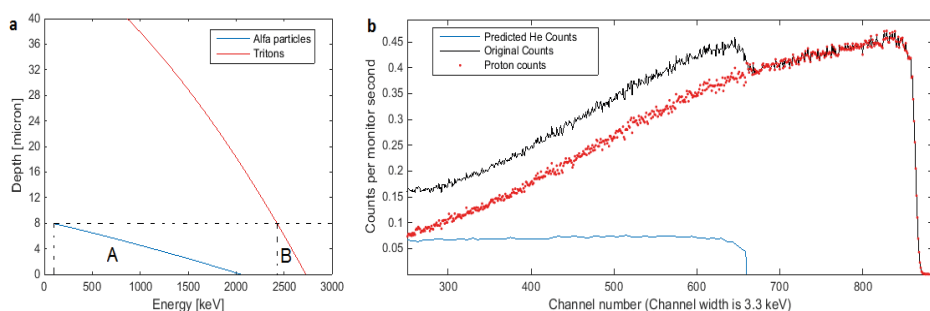 a
Depth [micron]
40
36
32
28
24
20
16
12
8
4
0
Alfa particles
Tritons
A
B
0
500
1000
1500
2000
2500
3000
Energy [keV]
b
Counts per monitor second
0.45
0.4
0.35
0.3
0.25
0.2
0.15
0.1
0.05
Predicted He Counts
Original Counts
Proton counts
300
400
500
600
700
800
Channel number (Channel width is 3.3 keV)